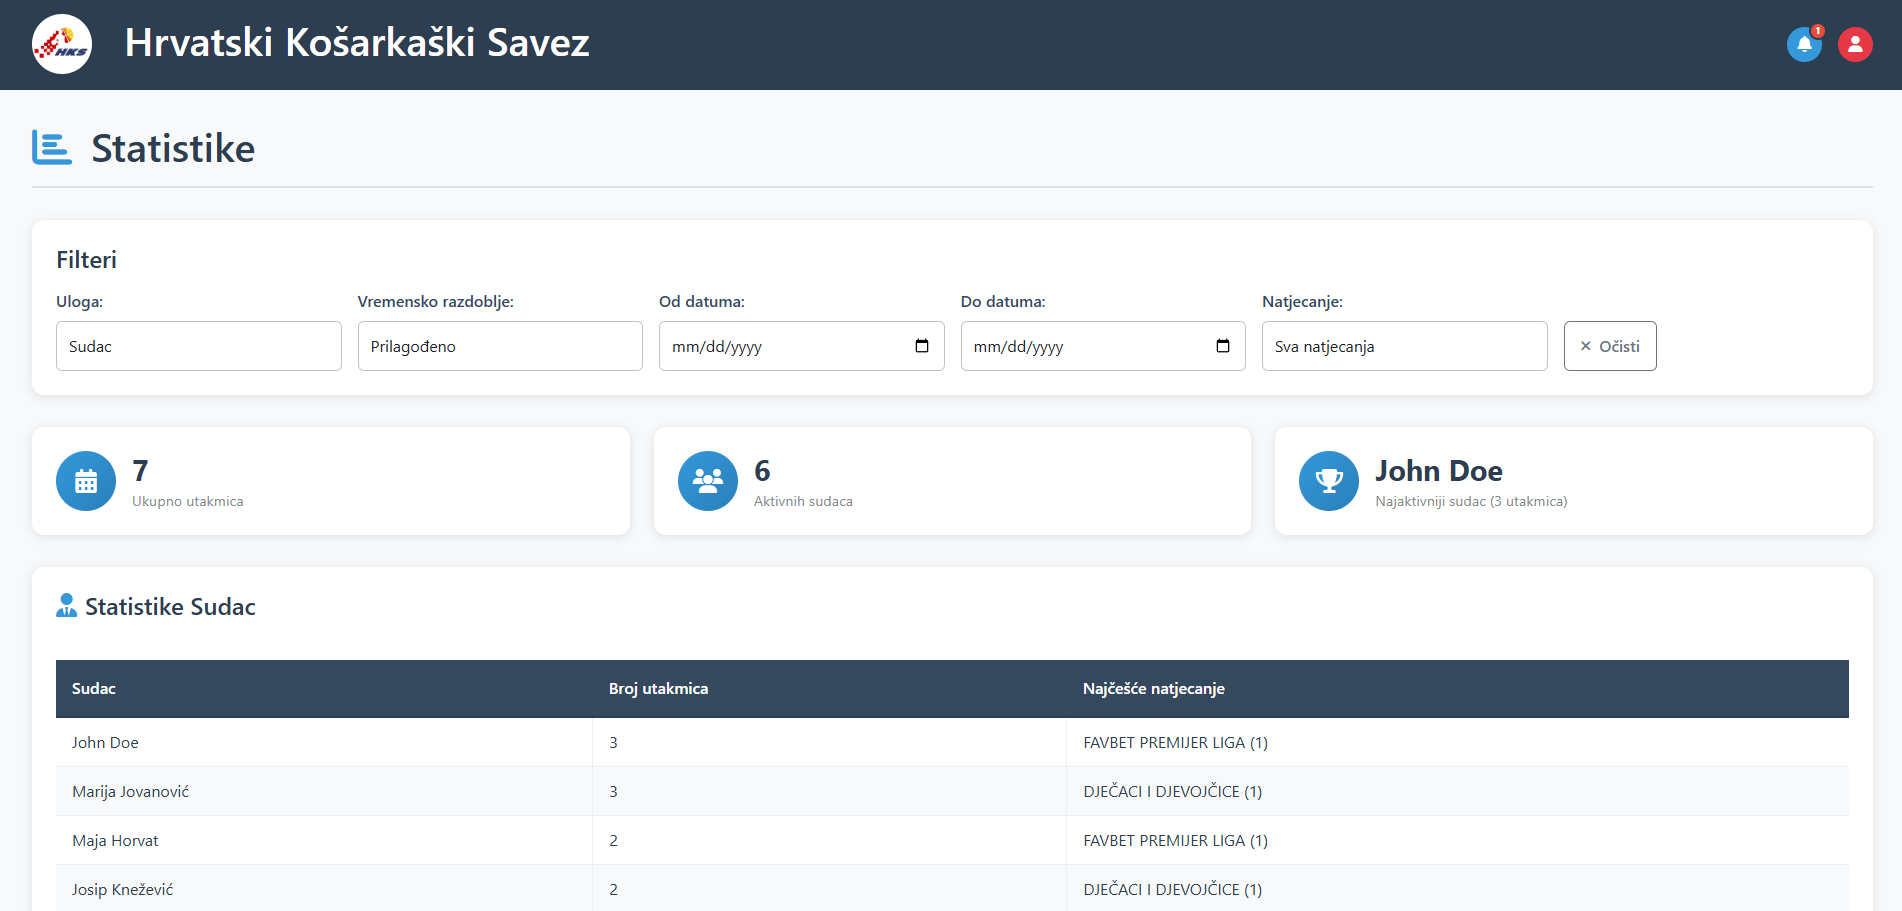 HKS
Hrvatski Košarkaški Savez
1
Statistike
Filteri
Uloga: Vremensko razdoblje: Od datuma: Do datuma: Natjecanje:
Sudac Prilagođeno mm/dd/yyyy mm/dd/yyyy Sva natjecanja × Očisti
7
Ukupno utakmica
6
Aktivnih sudaca
John Doe
Najaktivniji sudac (3 utakmica)
Statistike Sudac
Sudac Broj utakmica Najčešće natjecanje
John Doe 3 FAVBET PREMIJER LIGA (1)
Marija Jovanović 3 DJEČACI I DJEVOJČICE (1)
Maja Horvat 2 FAVBET PREMIJER LIGA (1)
Josip Knežević 2 DJEČACI I DJEVOJČICE (1)